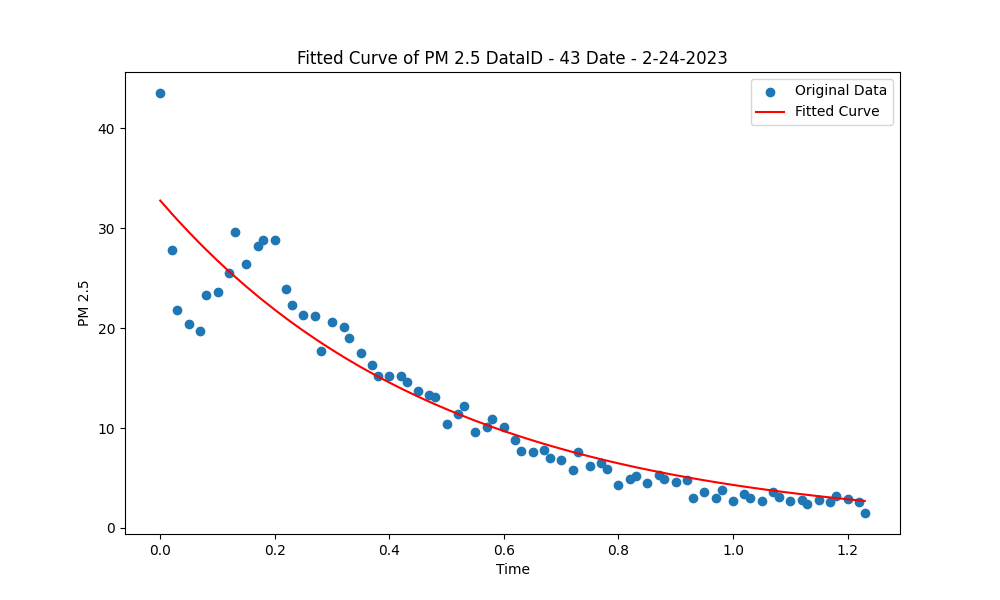 Fitted Curve of PM 2.5 DataID - 43 Date - 2-24-2023
Original Data
Fitted Curve
40
30
20
10
0
PM 2.5
0.0 0.2 0.4 0.6 0.8 1.0 1.2
Time